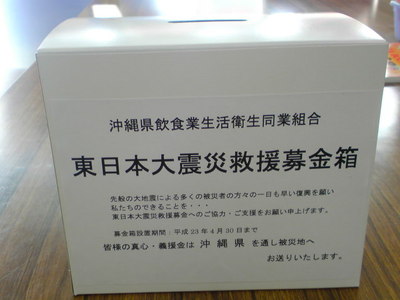 沖縄県飲食業生活衛生同業組合
東日本大震災救援募金箱
先般の大地震による多くの被災者の方々の一日も早い復興を願い
私たちのできることを・・・
東日本大震災救援募金へのご協力・ご支援をお願い申上げます。
募金箱設置期間：平成23年4月30日まで
皆様の真心・義援金は 沖縄県 を通し被災地へ
お送りいたします。